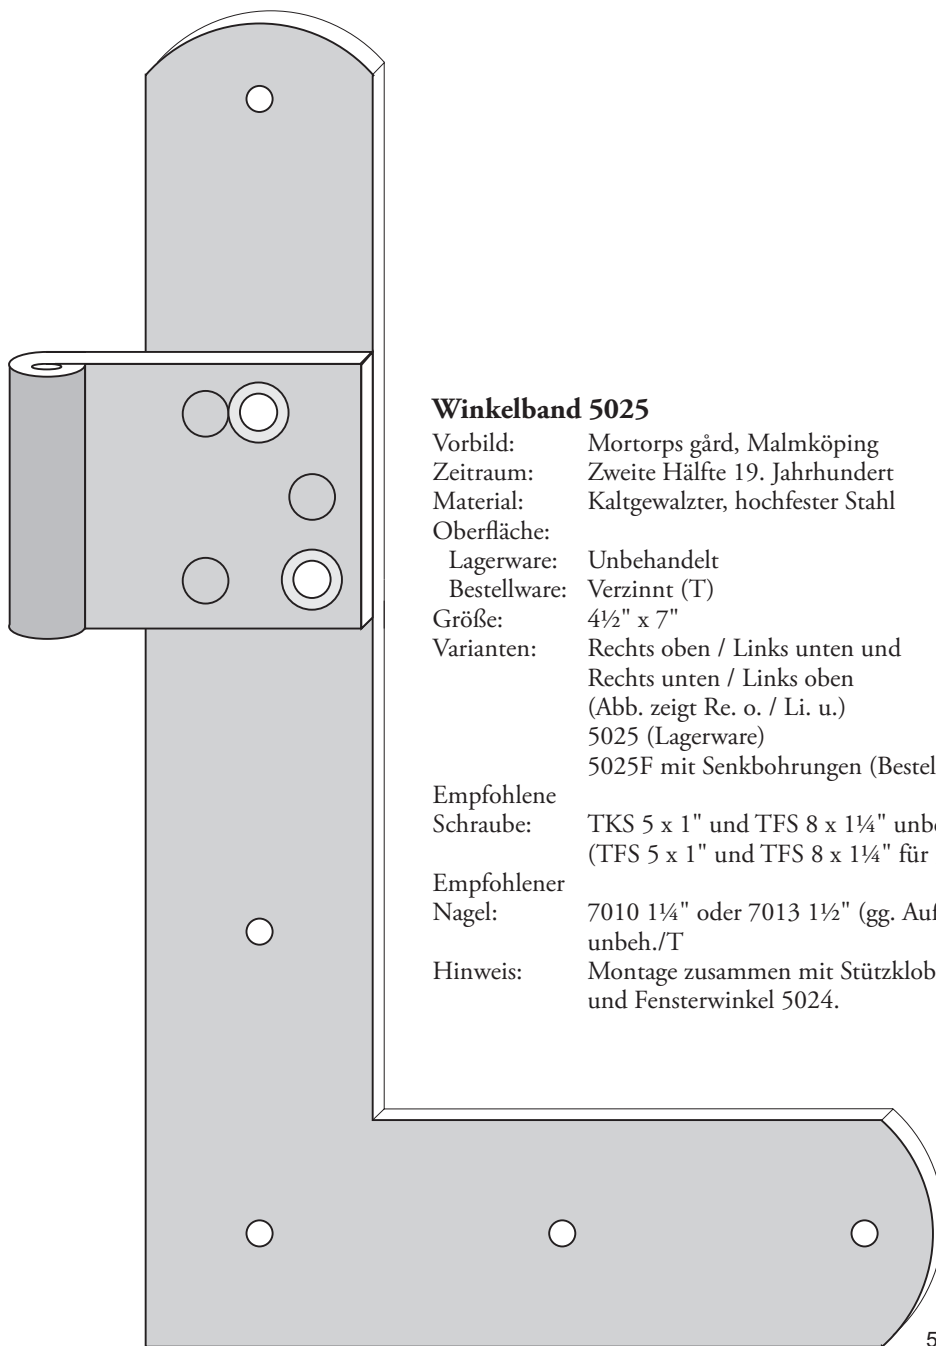 Winkelband 5025
Vorbild: Mortorps gård, Malmköping
Zeitraum: Zweite Hälfte 19. Jahrhundert
Material: Kaltgewalzter, hochfester Stahl
Oberfläche:
Lagerware: Unbehandelt
Bestellware: Verzinnt (T)
Größe: 4½" x 7"
Varianten: Rechts oben / Links unten und
Rechts unten / Links oben
(Abb. zeigt Re. o. / Li. u.)
5025 (Lagerware)
5025F mit Senkbohrungen
Empfohlene
Schraube: TKS 5 x 1" und TFS 8 x 1¼"
(TFS 5 x 1" und TFS 8 x 1¼" für
Empfohlener
Nagel: 7010 1¼" oder 7013 1½" (gg.
unbeh./T
Hinweis: Montage zusammen mit
und Fensterwinkel 5024.